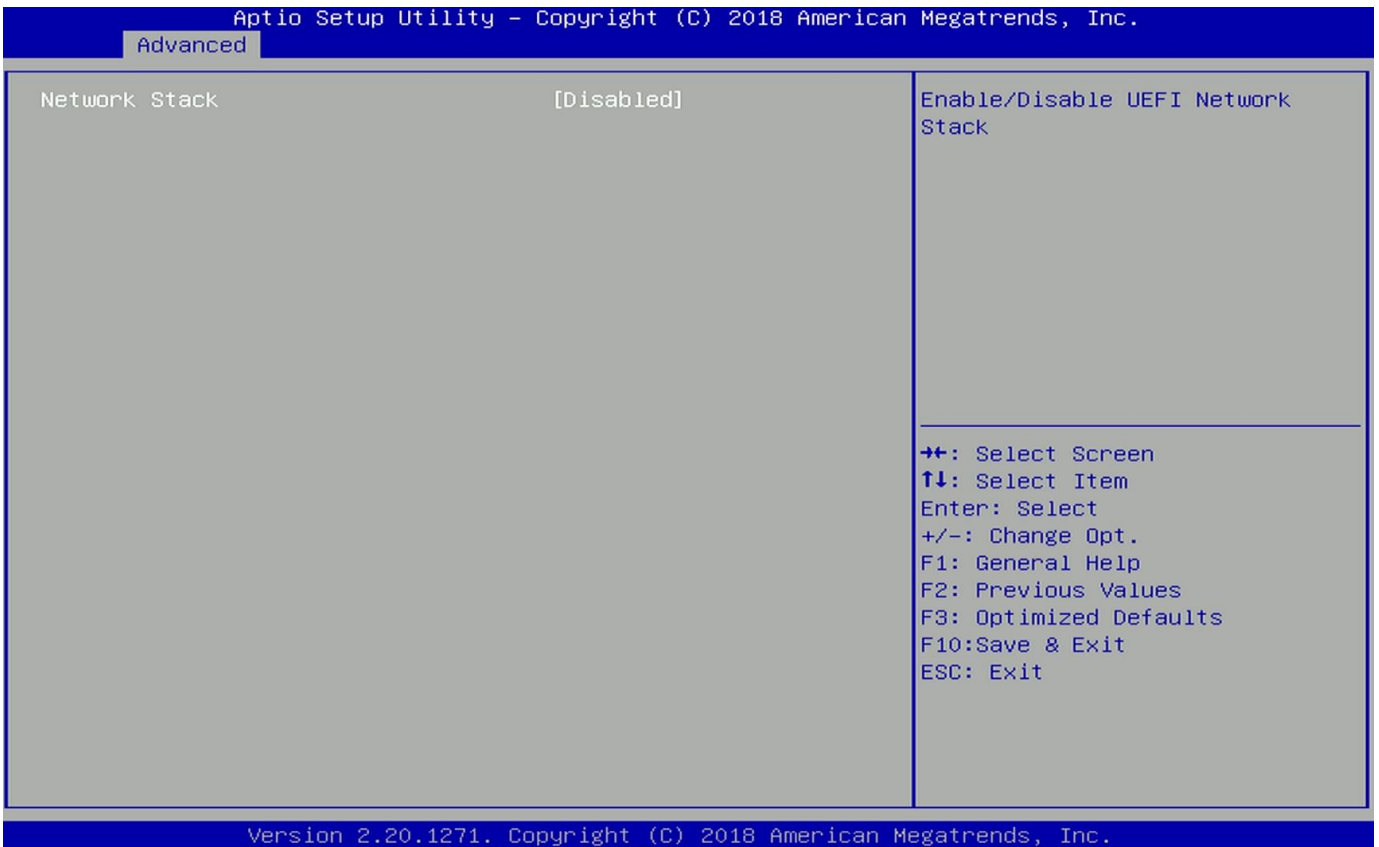 Aptio Setup Utility – Copyright (C) 2018 American Megatrends, Inc.
Advanced
Network Stack [Disabled]
Enable/Disable UEFI Network
Stack
→←: Select Screen
↑↓: Select Item
Enter: Select
+/-: Change Opt.
F1: General Help
F2: Previous Values
F3: Optimized Defaults
F10:Save & Exit
ESC: Exit
Version 2.20.1271. Copyright (C) 2018 American Megatrends, Inc.